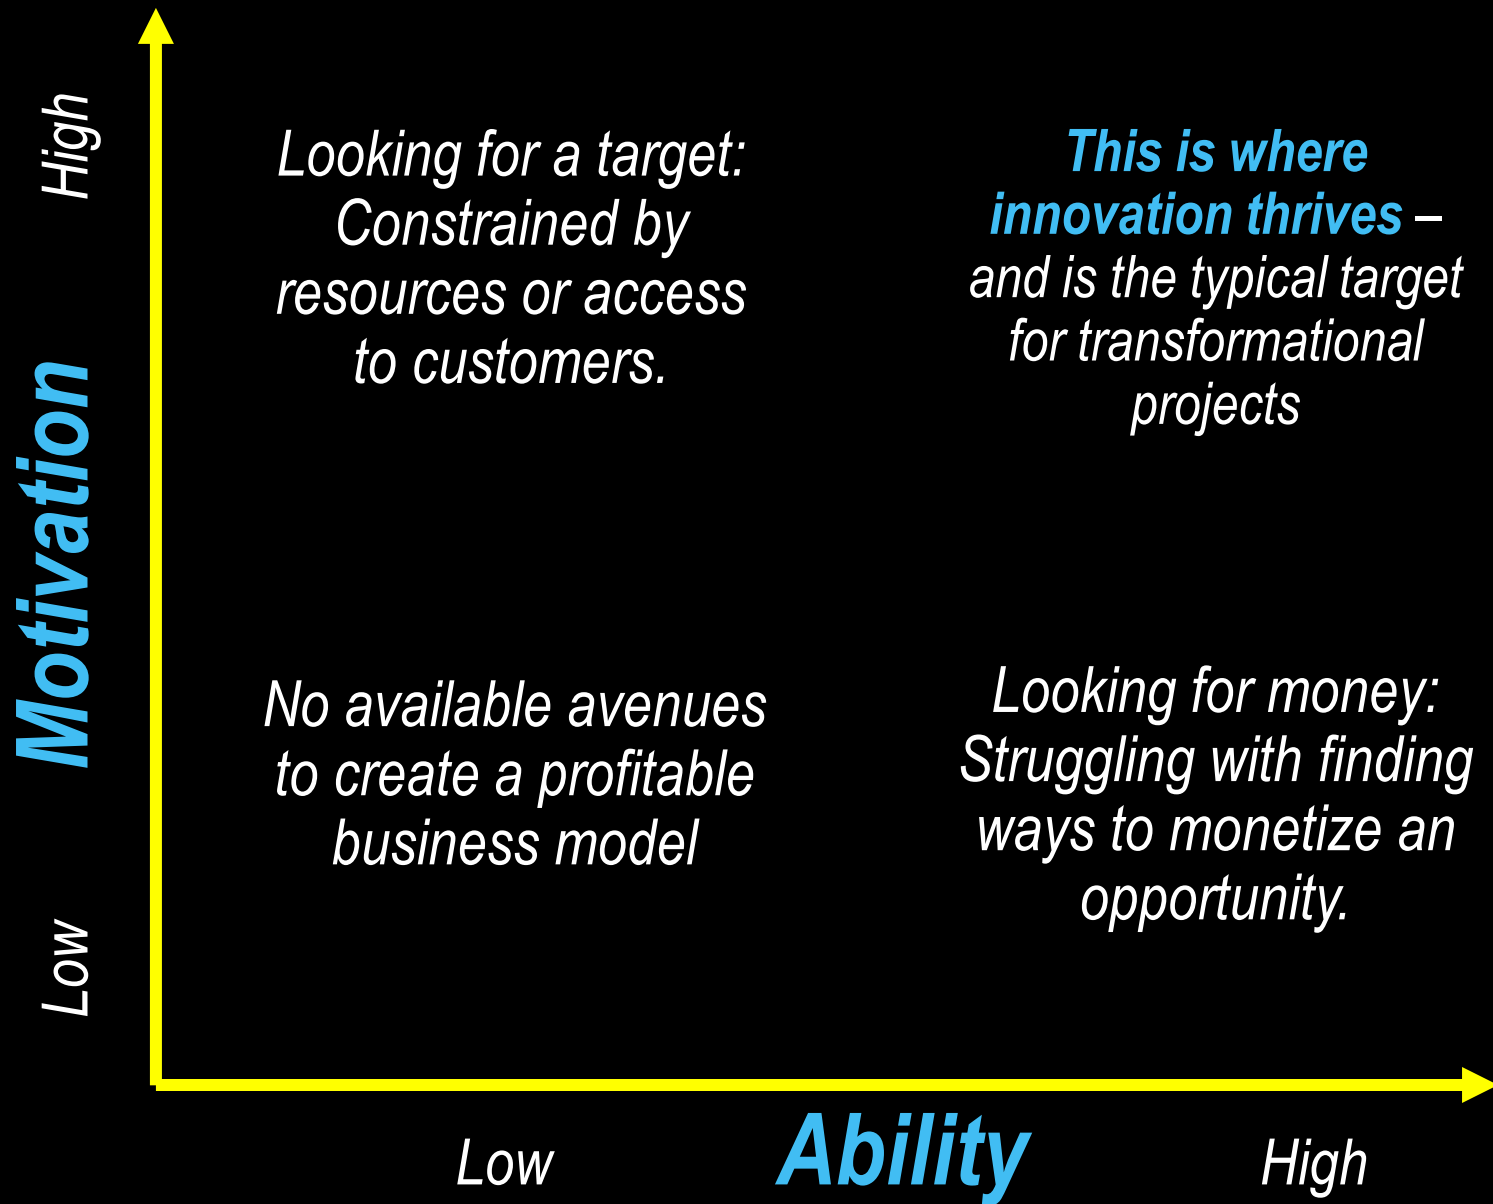 High
Looking for a target:
Constrained by
resources or access
to customers.
This is where
innovation thrives –
and is the typical target
for transformational
projects
Motivation
No available avenues
to create a profitable
business model
Looking for money:
Struggling with finding
ways to monetize an
opportunity.
Low
Low
Ability
High